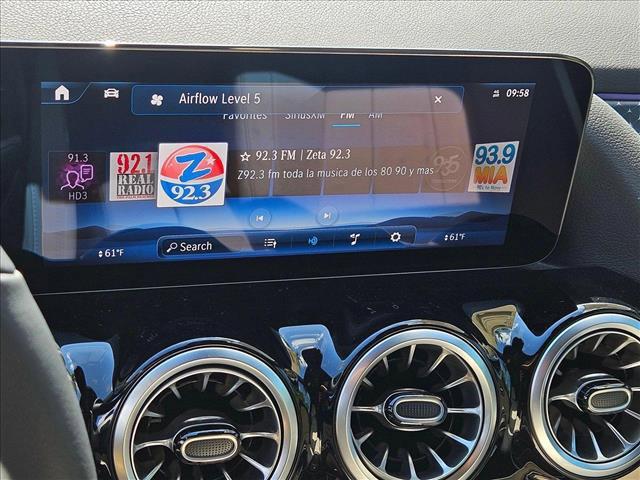 Airflow Level 5
×
4G
09:58
Favorites SiriusXM FM AM
91.3
HD3
92.1
REAL
RADIO
Z
92.3
☆ 92.3 FM | Zeta 92.3
Z92.3 fm toda la musica de los 80 90 y mas
93.9
MIA
61°F
Search
61°F